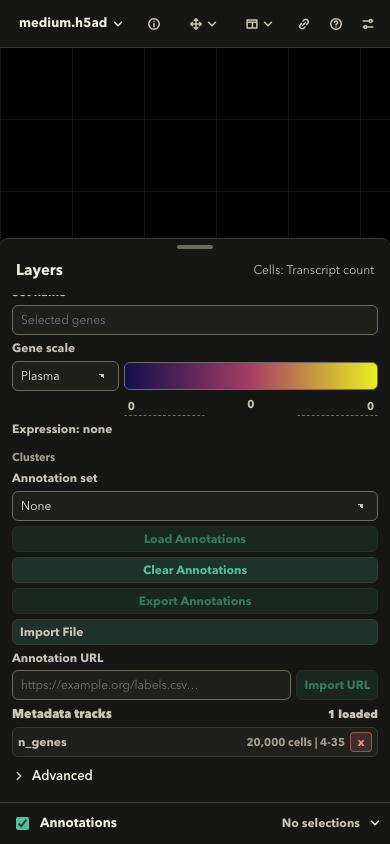 medium.h5ad
Layers
Cells: Transcript count
Selected genes
Gene scale
Plasma
0 0 0
Expression: none
Clusters
Annotation set
None
Load Annotations
Clear Annotations
Export Annotations
Import File
Annotation URL
https://example.org/labels.csv...
Import URL
Metadata tracks
1 loaded
n_genes
20,000 cells | 4-35
x
Advanced
Annotations
No selections